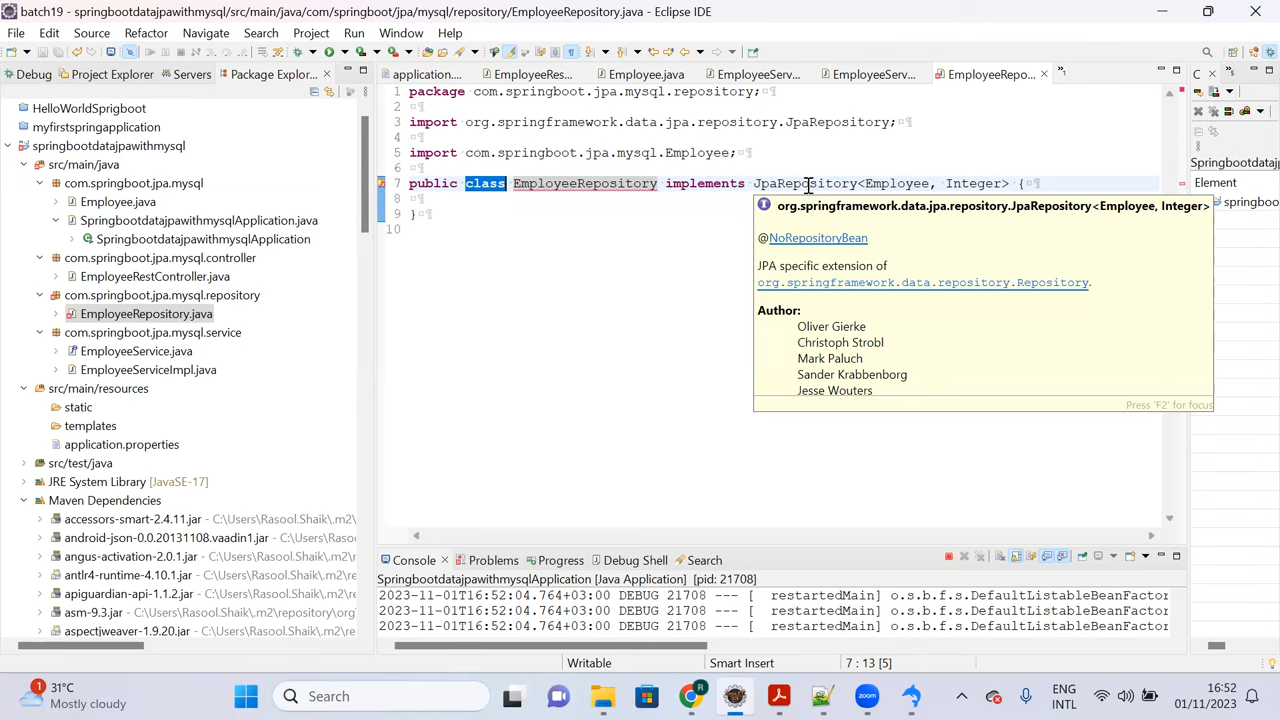 batch19 - springbootdatajpawithmysql/src/main/java/com/springboot/jpa/mysql/repository/EmployeeRepository.java - Eclipse IDE
File Edit Source Refactor Navigate Search Project Run Window Help
Debug Project Explorer Servers Package Explor...
HelloWorldSprigboot
myfirstspringapplication
springbootdatajpawithmysql
src/main/java
com.springboot.jpa.mysql
Employee.java
SpringbootdatajpawithmysqlApplication.java
SpringbootdatajpawithmysqlApplication
com.springboot.jpa.mysql.controller
EmployeeRestController.java
com.springboot.jpa.mysql.repository
EmployeeRepository.java
com.springboot.jpa.mysql.service
EmployeeService.java
EmployeeServiceImpl.java
src/main/resources
static
templates
application.properties
src/test/java
JRE System Library [JavaSE-17]
Maven Dependencies
accessors-smart-2.4.11.jar - C:\Users\Rasool.Shaik\.m2\
android-json-0.0.20131108.vaadin1.jar - C:\Users\Rasool
angus-activation-2.0.1.jar - C:\Users\Rasool.Shaik\.m2\
antlr4-runtime-4.10.1.jar - C:\Users\Rasool.Shaik\.m2\re
apiguardian-api-1.1.2.jar - C:\Users\Rasool.Shaik\.m2\re
asm-9.3.jar - C:\Users\Rasool.Shaik\.m2\repository\org
aspectjweaver-1.9.20.jar - C:\Users\Rasool.Shaik\.m2\re
application.... EmployeeRes... Employee.java EmployeeServ... EmployeeServ... EmployeeRepo...
1 package com.springboot.jpa.mysql.repository;
2
3 import org.springframework.data.jpa.repository.JpaRepository;
4
5 import com.springboot.jpa.mysql.Employee;
6
7 public class EmployeeRepository implements JpaRepository<Employee, Integer> {
8
9 }
10
org.springframework.data.jpa.repository.JpaRepository<Employee, Integer>
@NoRepositoryBean
JPA specific extension of
org.springframework.data.repository.Repository.
Author:
Oliver Gierke
Christoph Strobl
Mark Paluch
Sander Krabbenborg
Jesse Wouters
Press 'F2' for focus
C
Element
springbo
Console Problems Progress Debug Shell Search
SpringbootdatajpawithmysqlApplication [Java Application] [pid: 21708]
2023-11-01T16:52:04.764+03:00 DEBUG 21708 --- [ restartedMain] o.s.b.f.s.DefaultListableBeanFactor
2023-11-01T16:52:04.764+03:00 DEBUG 21708 --- [ restartedMain] o.s.b.f.s.DefaultListableBeanFactor
2023-11-01T16:52:04.764+03:00 DEBUG 21708 --- [ restartedMain] o.s.b.f.s.DefaultListableBeanFactor
Writable Smart Insert 7 : 13 [5]
1
31°C
Mostly cloudy
Search
R
ENG
INTL
16:52
01/11/2023